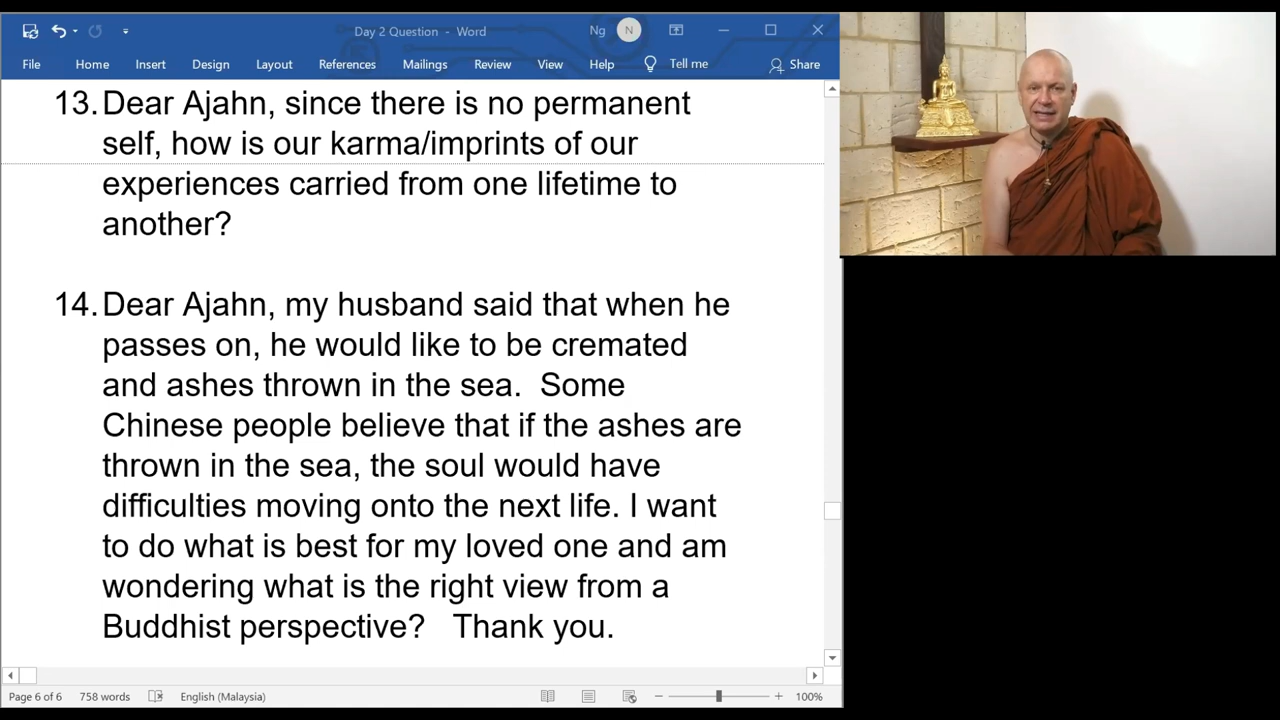 Day 2 Question - Word
Ng
N
File
Home
Insert
Design
Layout
References
Mailings
Review
View
Help
Tell me
Share
13. Dear Ajahn, since there is no permanent
self, how is our karma/imprints of our
experiences carried from one lifetime to
another?
14. Dear Ajahn, my husband said that when he
passes on, he would like to be cremated
and ashes thrown in the sea. Some
Chinese people believe that if the ashes are
thrown in the sea, the soul would have
difficulties moving onto the next life. I want
to do what is best for my loved one and am
wondering what is the right view from a
Buddhist perspective? Thank you.
Page 6 of 6
758 words
English (Malaysia)
100%